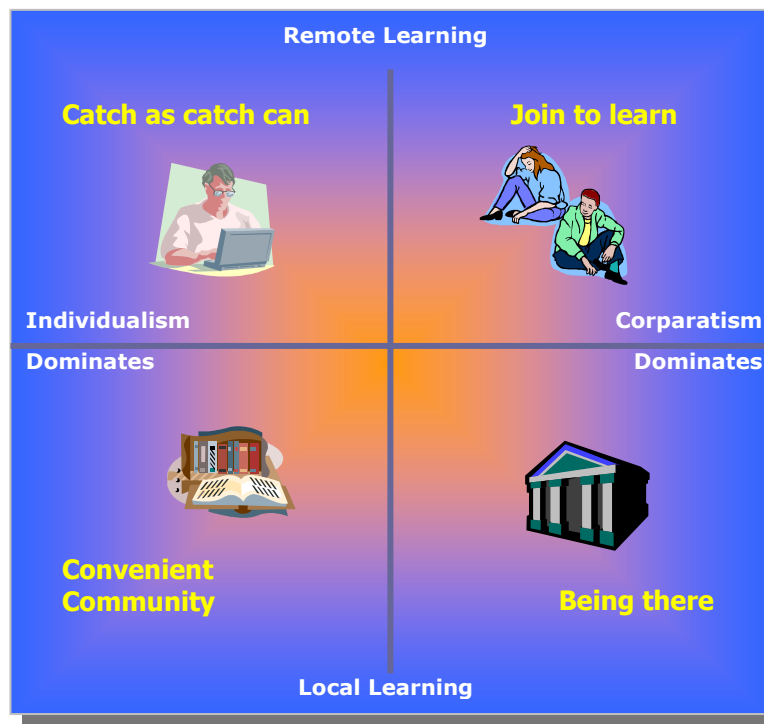 Remote Learning
Catch as catch can
Join to learn
Individualism
Corparatism
Dominates
Dominates
Convenient
Community
Being there
Local Learning